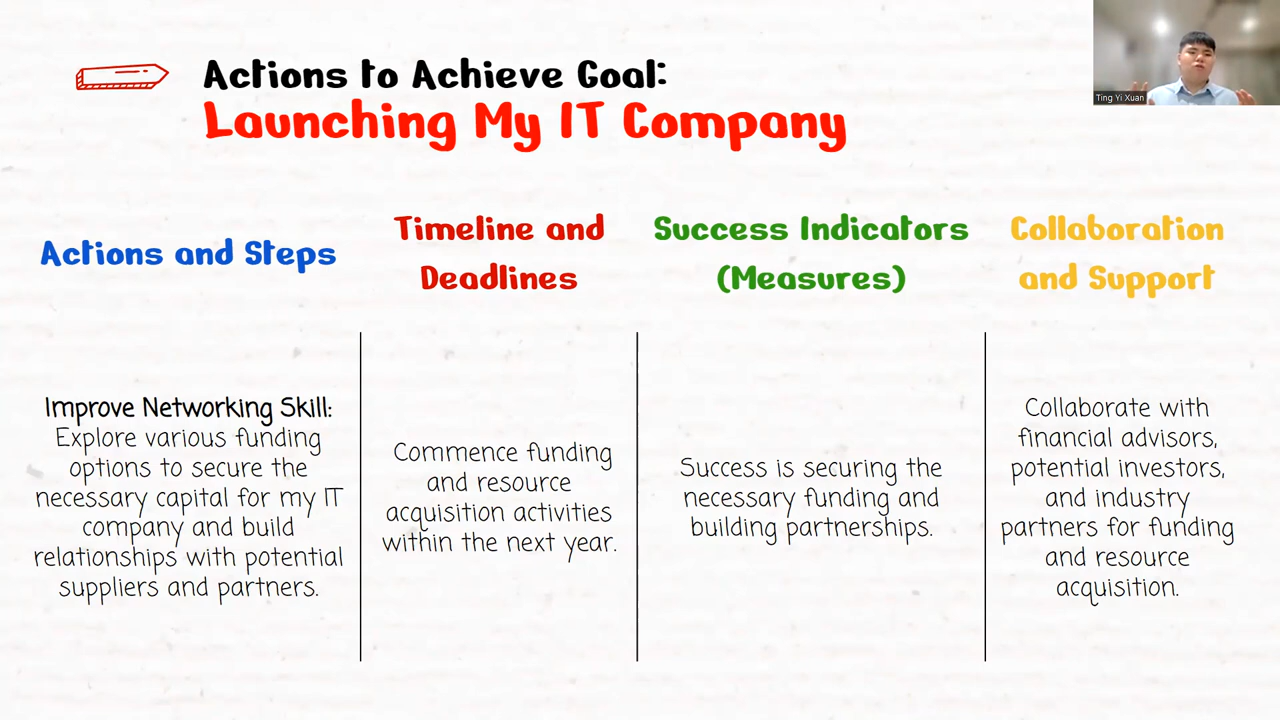 Actions to Achieve Goal:
Launching My IT Company
Ting Yi Xuan
Actions and Steps
Timeline and
Deadlines
Success Indicators
(Measures)
Collaboration
and Support
Improve Networking Skill:
Explore various funding
options to secure the
necessary capital for my IT
company and build
relationships with potential
suppliers and partners.
Commence funding
and resource
acquisition activities
within the next year.
Success is securing the
necessary funding and
building partnerships.
Collaborate with
financial advisors,
potential investors,
and industry
partners for funding
and resource
acquisition.